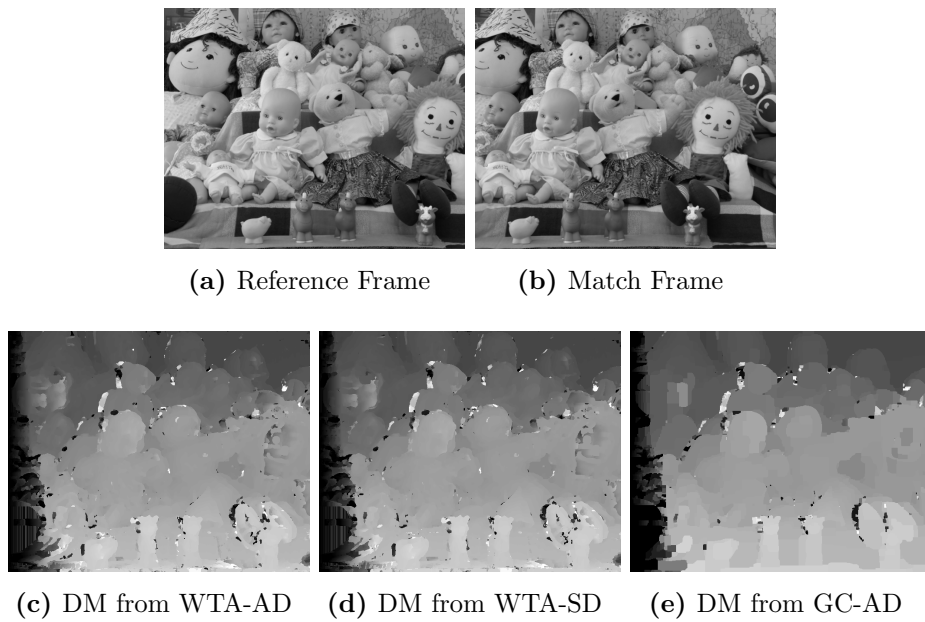 (a) Reference Frame
(b) Match Frame
(c) DM from WTA-AD
(d) DM from WTA-SD
(e) DM from GC-AD